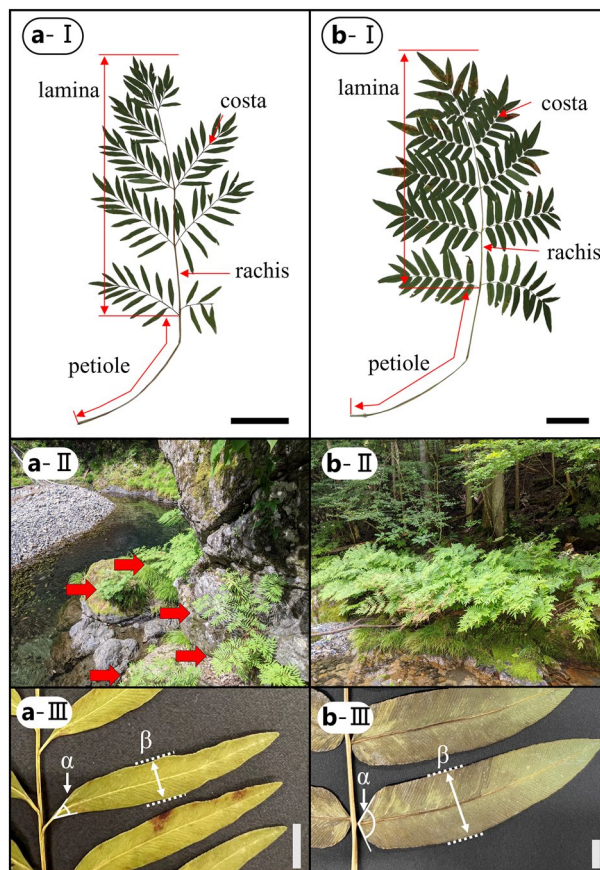 a-Ⅰ
lamina
costa
rachis
petiole
b-Ⅰ
lamina
costa
rachis
petiole
a-Ⅱ
b-Ⅱ
a-Ⅲ
α
β
b-Ⅲ
α
β